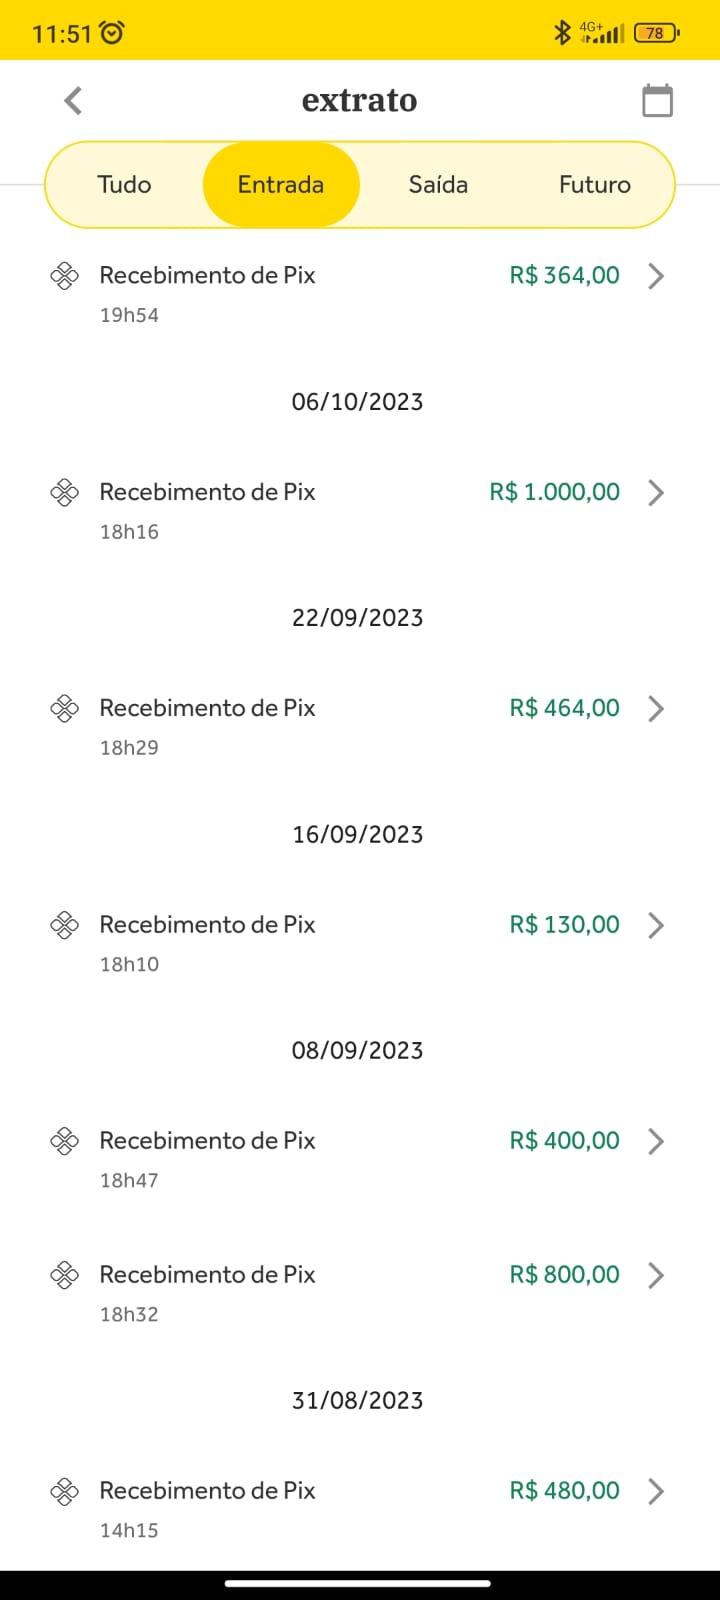 11:51
4G+
78
extrato
Tudo Entrada Saída Futuro
Recebimento de Pix R$ 364,00
19h54
06/10/2023
Recebimento de Pix R$ 1.000,00
18h16
22/09/2023
Recebimento de Pix R$ 464,00
18h29
16/09/2023
Recebimento de Pix R$ 130,00
18h10
08/09/2023
Recebimento de Pix R$ 400,00
18h47
Recebimento de Pix R$ 800,00
18h32
31/08/2023
Recebimento de Pix R$ 480,00
14h15